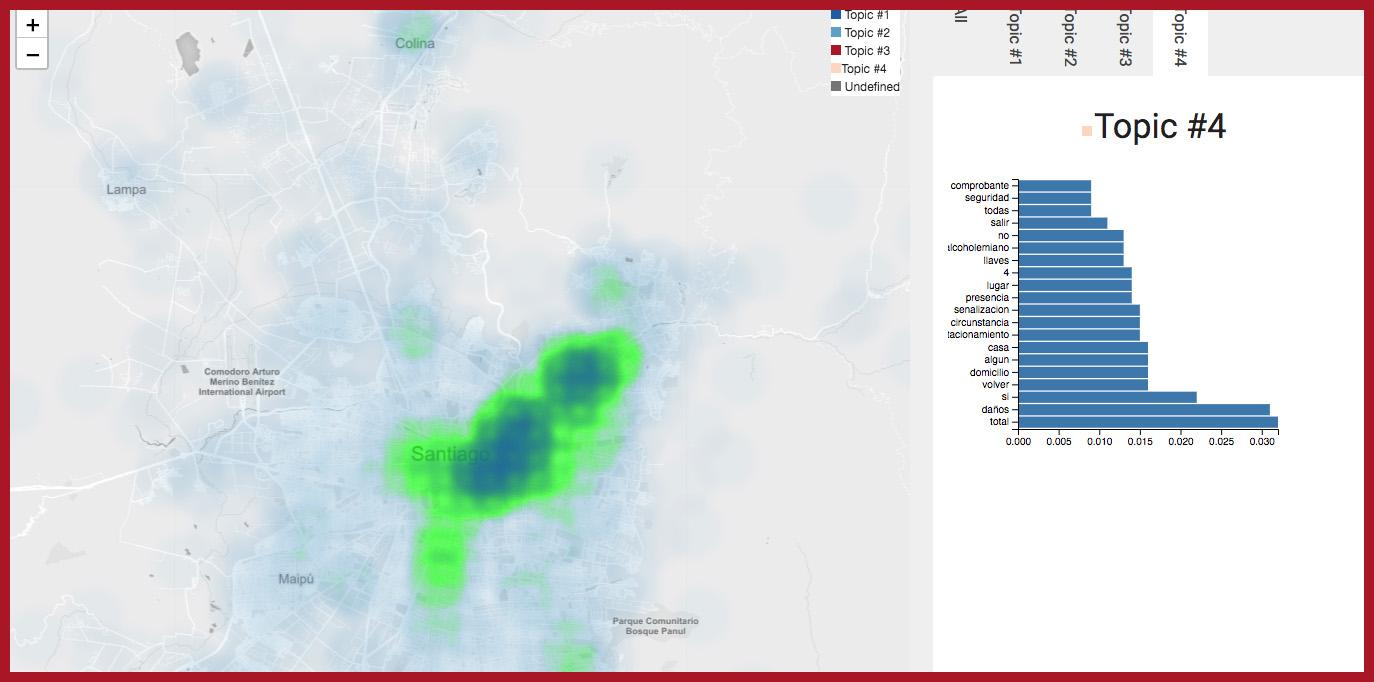 +
−
Colina
Lampa
Comodoro Arturo
Merino Benítez
International Airport
Santiago
Maipú
Parque Comunitario
Bosque Panul
Topic #1
Topic #2
Topic #3
Topic #4
Undefined
All
Topic #1
Topic #2
Topic #3
Topic #4
Topic #4
comprobante
seguridad
todas
salir
no
alcoholemiano
llaves
4
lugar
presencia
senalizacion
circunstancia
tacionamiento
casa
algun
domicilio
volver
si
daños
total
0.000 0.005 0.010 0.015 0.020 0.025 0.030